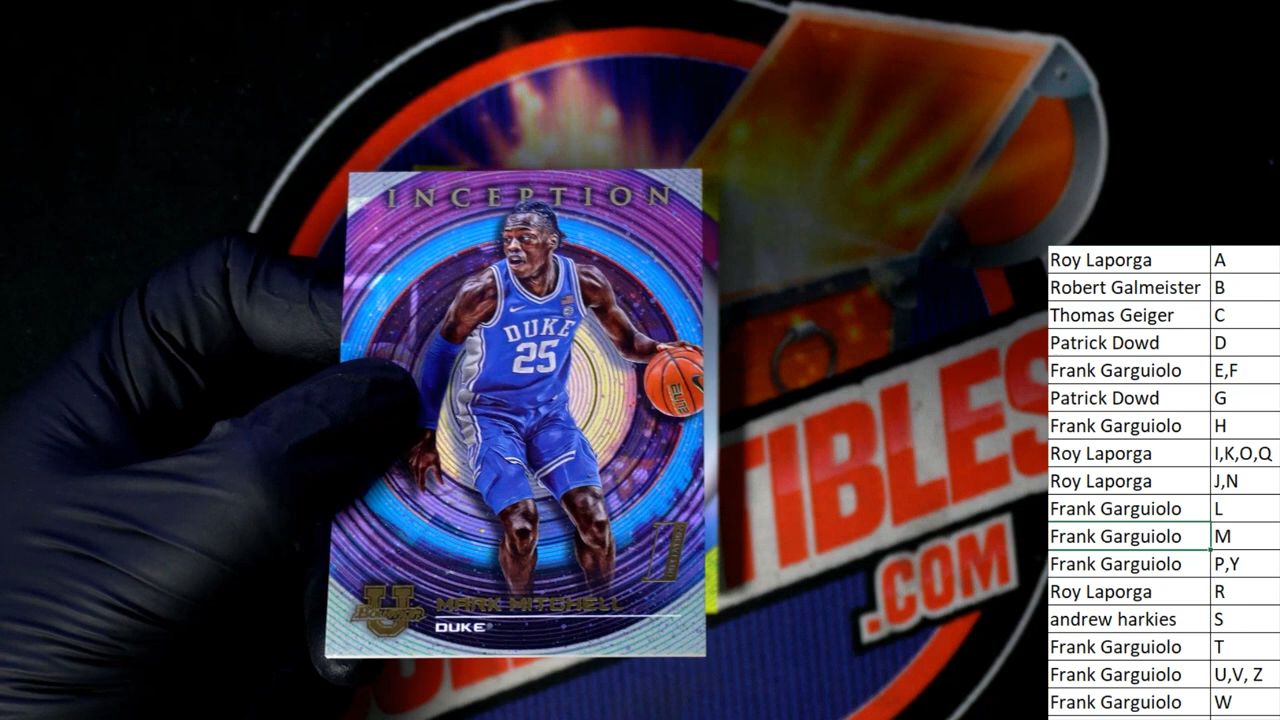 INCEPTION
DUKE
25
ELITE
Bowman
U
MARK MITCHELL
DUKE
TIBLES
.COM
Roy Laporga A
Robert Galmeister B
Thomas Geiger C
Patrick Dowd D
Frank Garguiolo E,F
Patrick Dowd G
Frank Garguiolo H
Roy Laporga I,K,O,Q
Roy Laporga J,N
Frank Garguiolo L
Frank Garguiolo M
Frank Garguiolo P,Y
Roy Laporga R
andrew harkies S
Frank Garguiolo T
Frank Garguiolo U,V, Z
Frank Garguiolo W